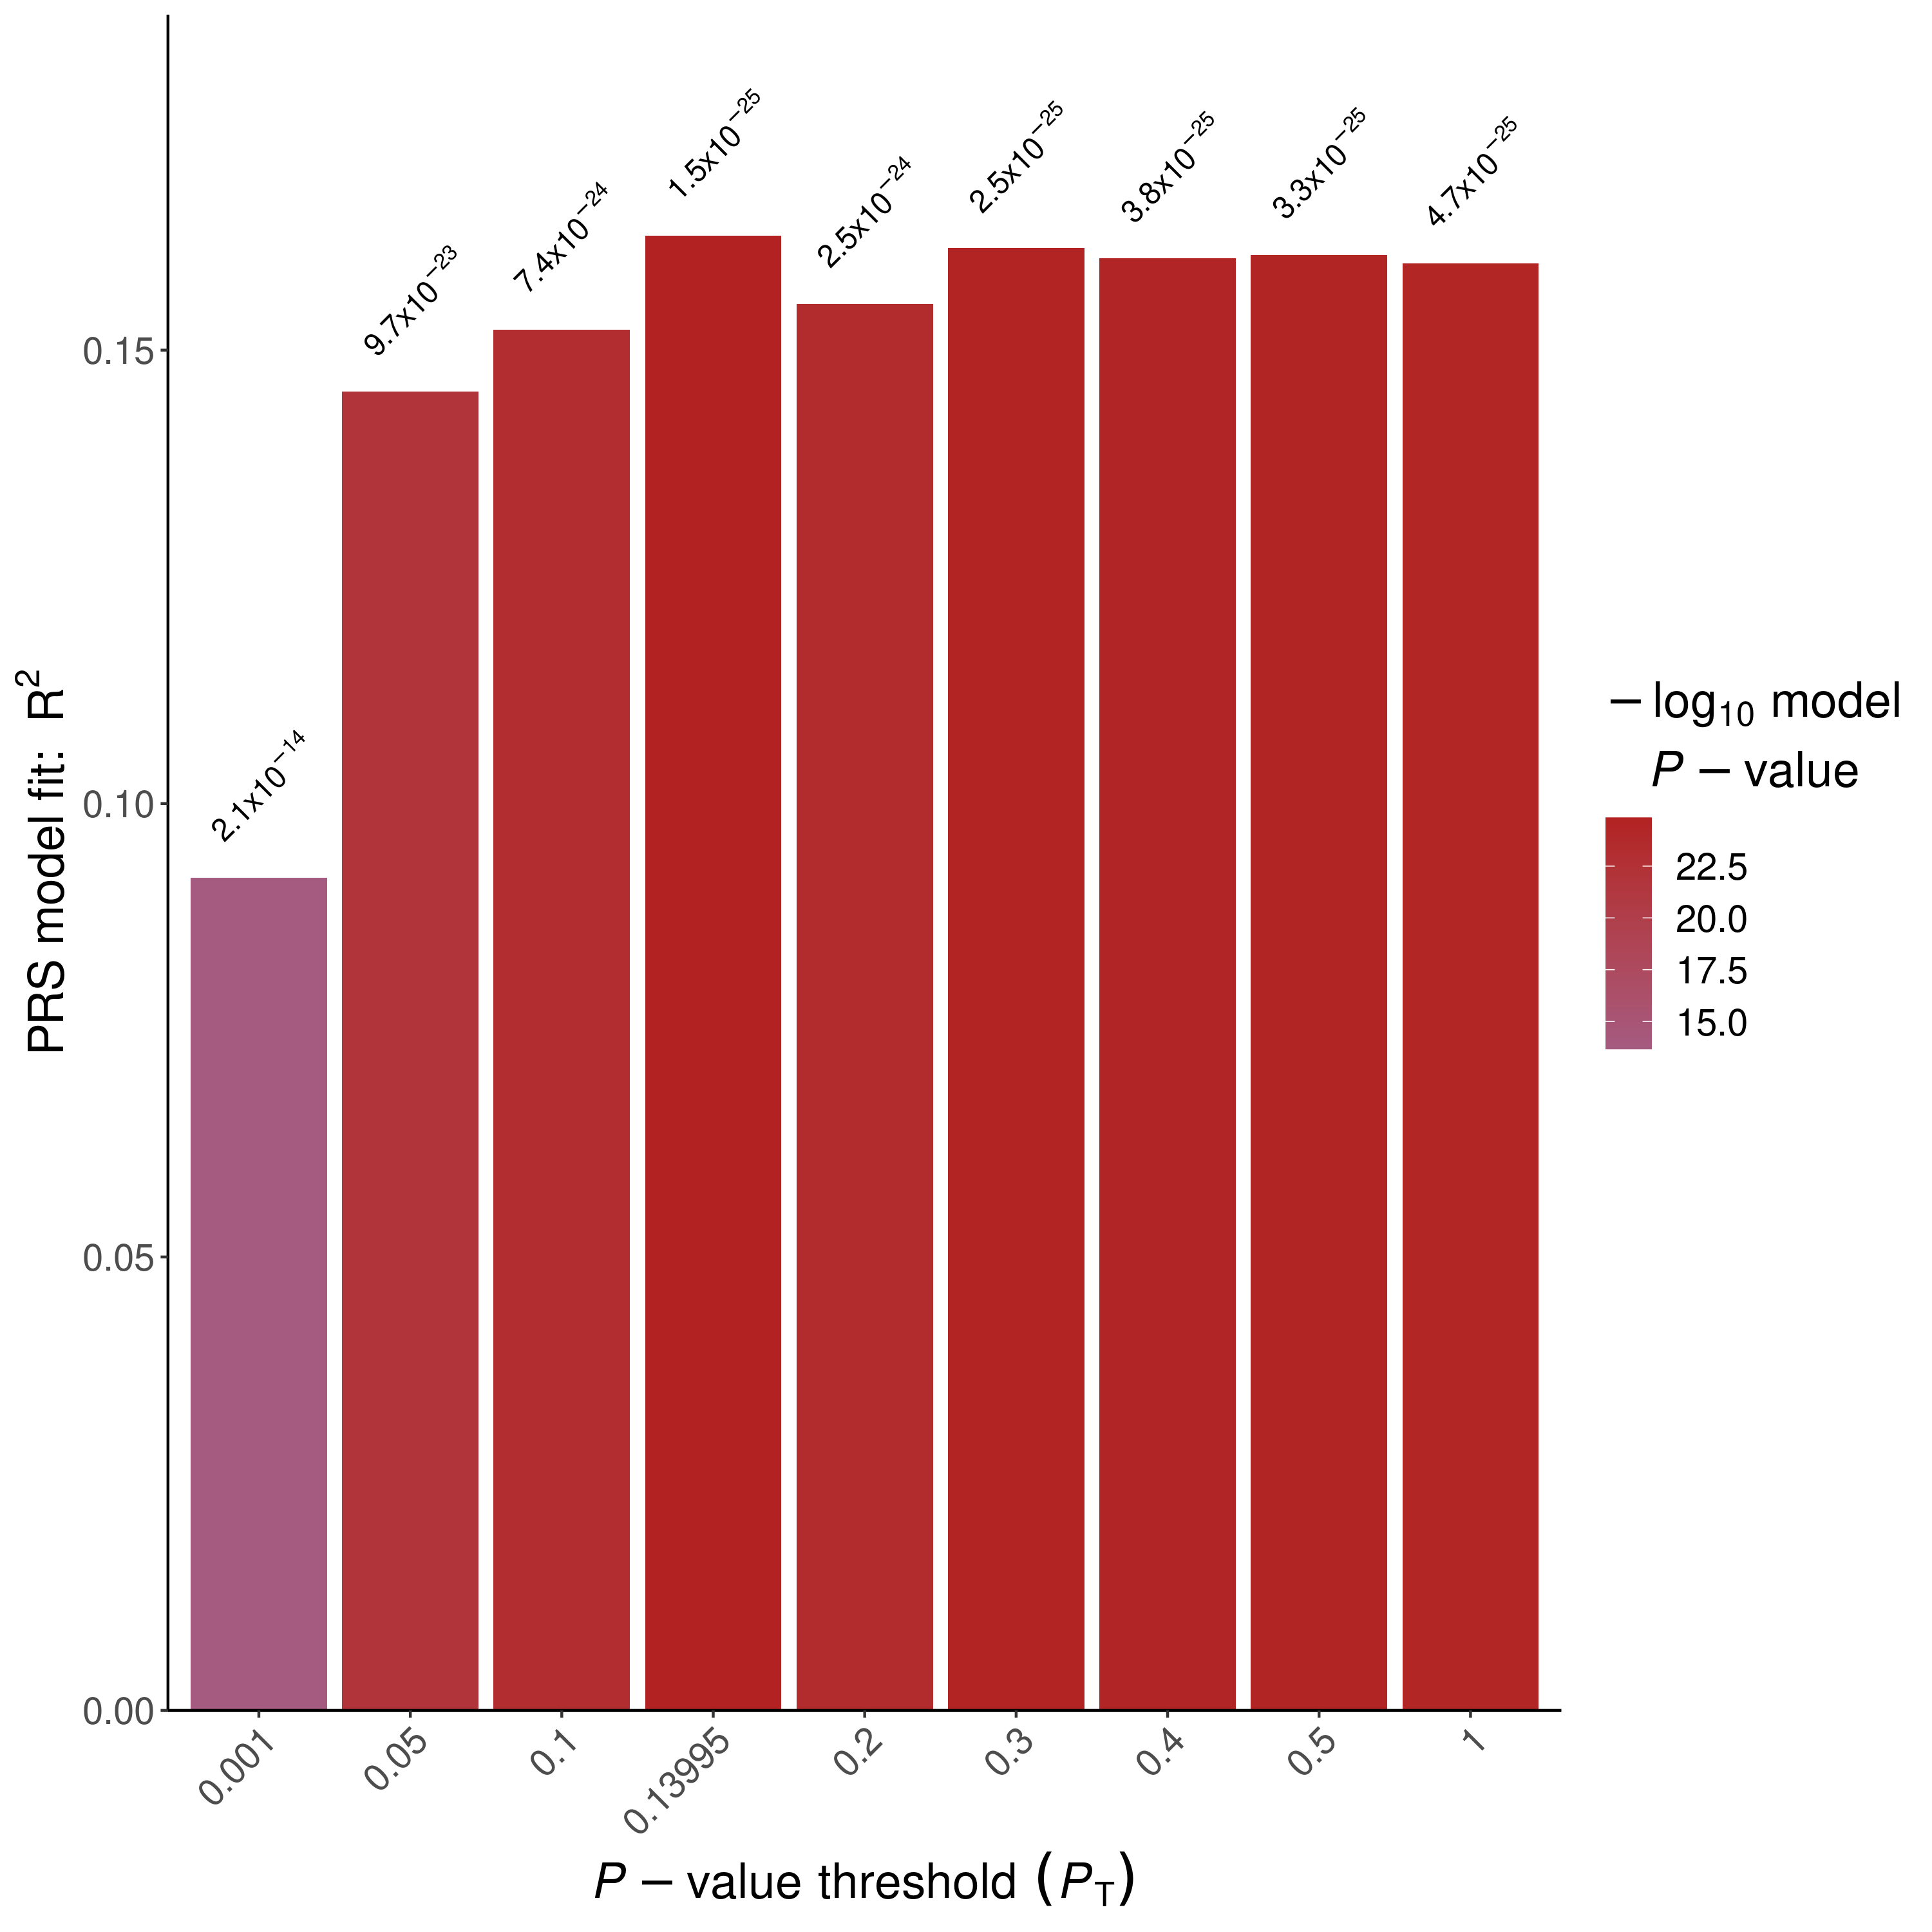 PRS model fit: R²
0.15
0.10
0.05
0.00
2.1x10⁻¹⁴
9.7x10⁻²³
7.4x10⁻²⁴
1.5x10⁻²⁵
2.5x10⁻²⁴
2.5x10⁻²⁵
3.8x10⁻²⁵
3.3x10⁻²⁵
4.7x10⁻²⁵
0.001
0.05
0.1
0.13995
0.2
0.3
0.4
0.5
1
P − value threshold (P_T)
− log₁₀ model
P − value
22.5
20.0
17.5
15.0